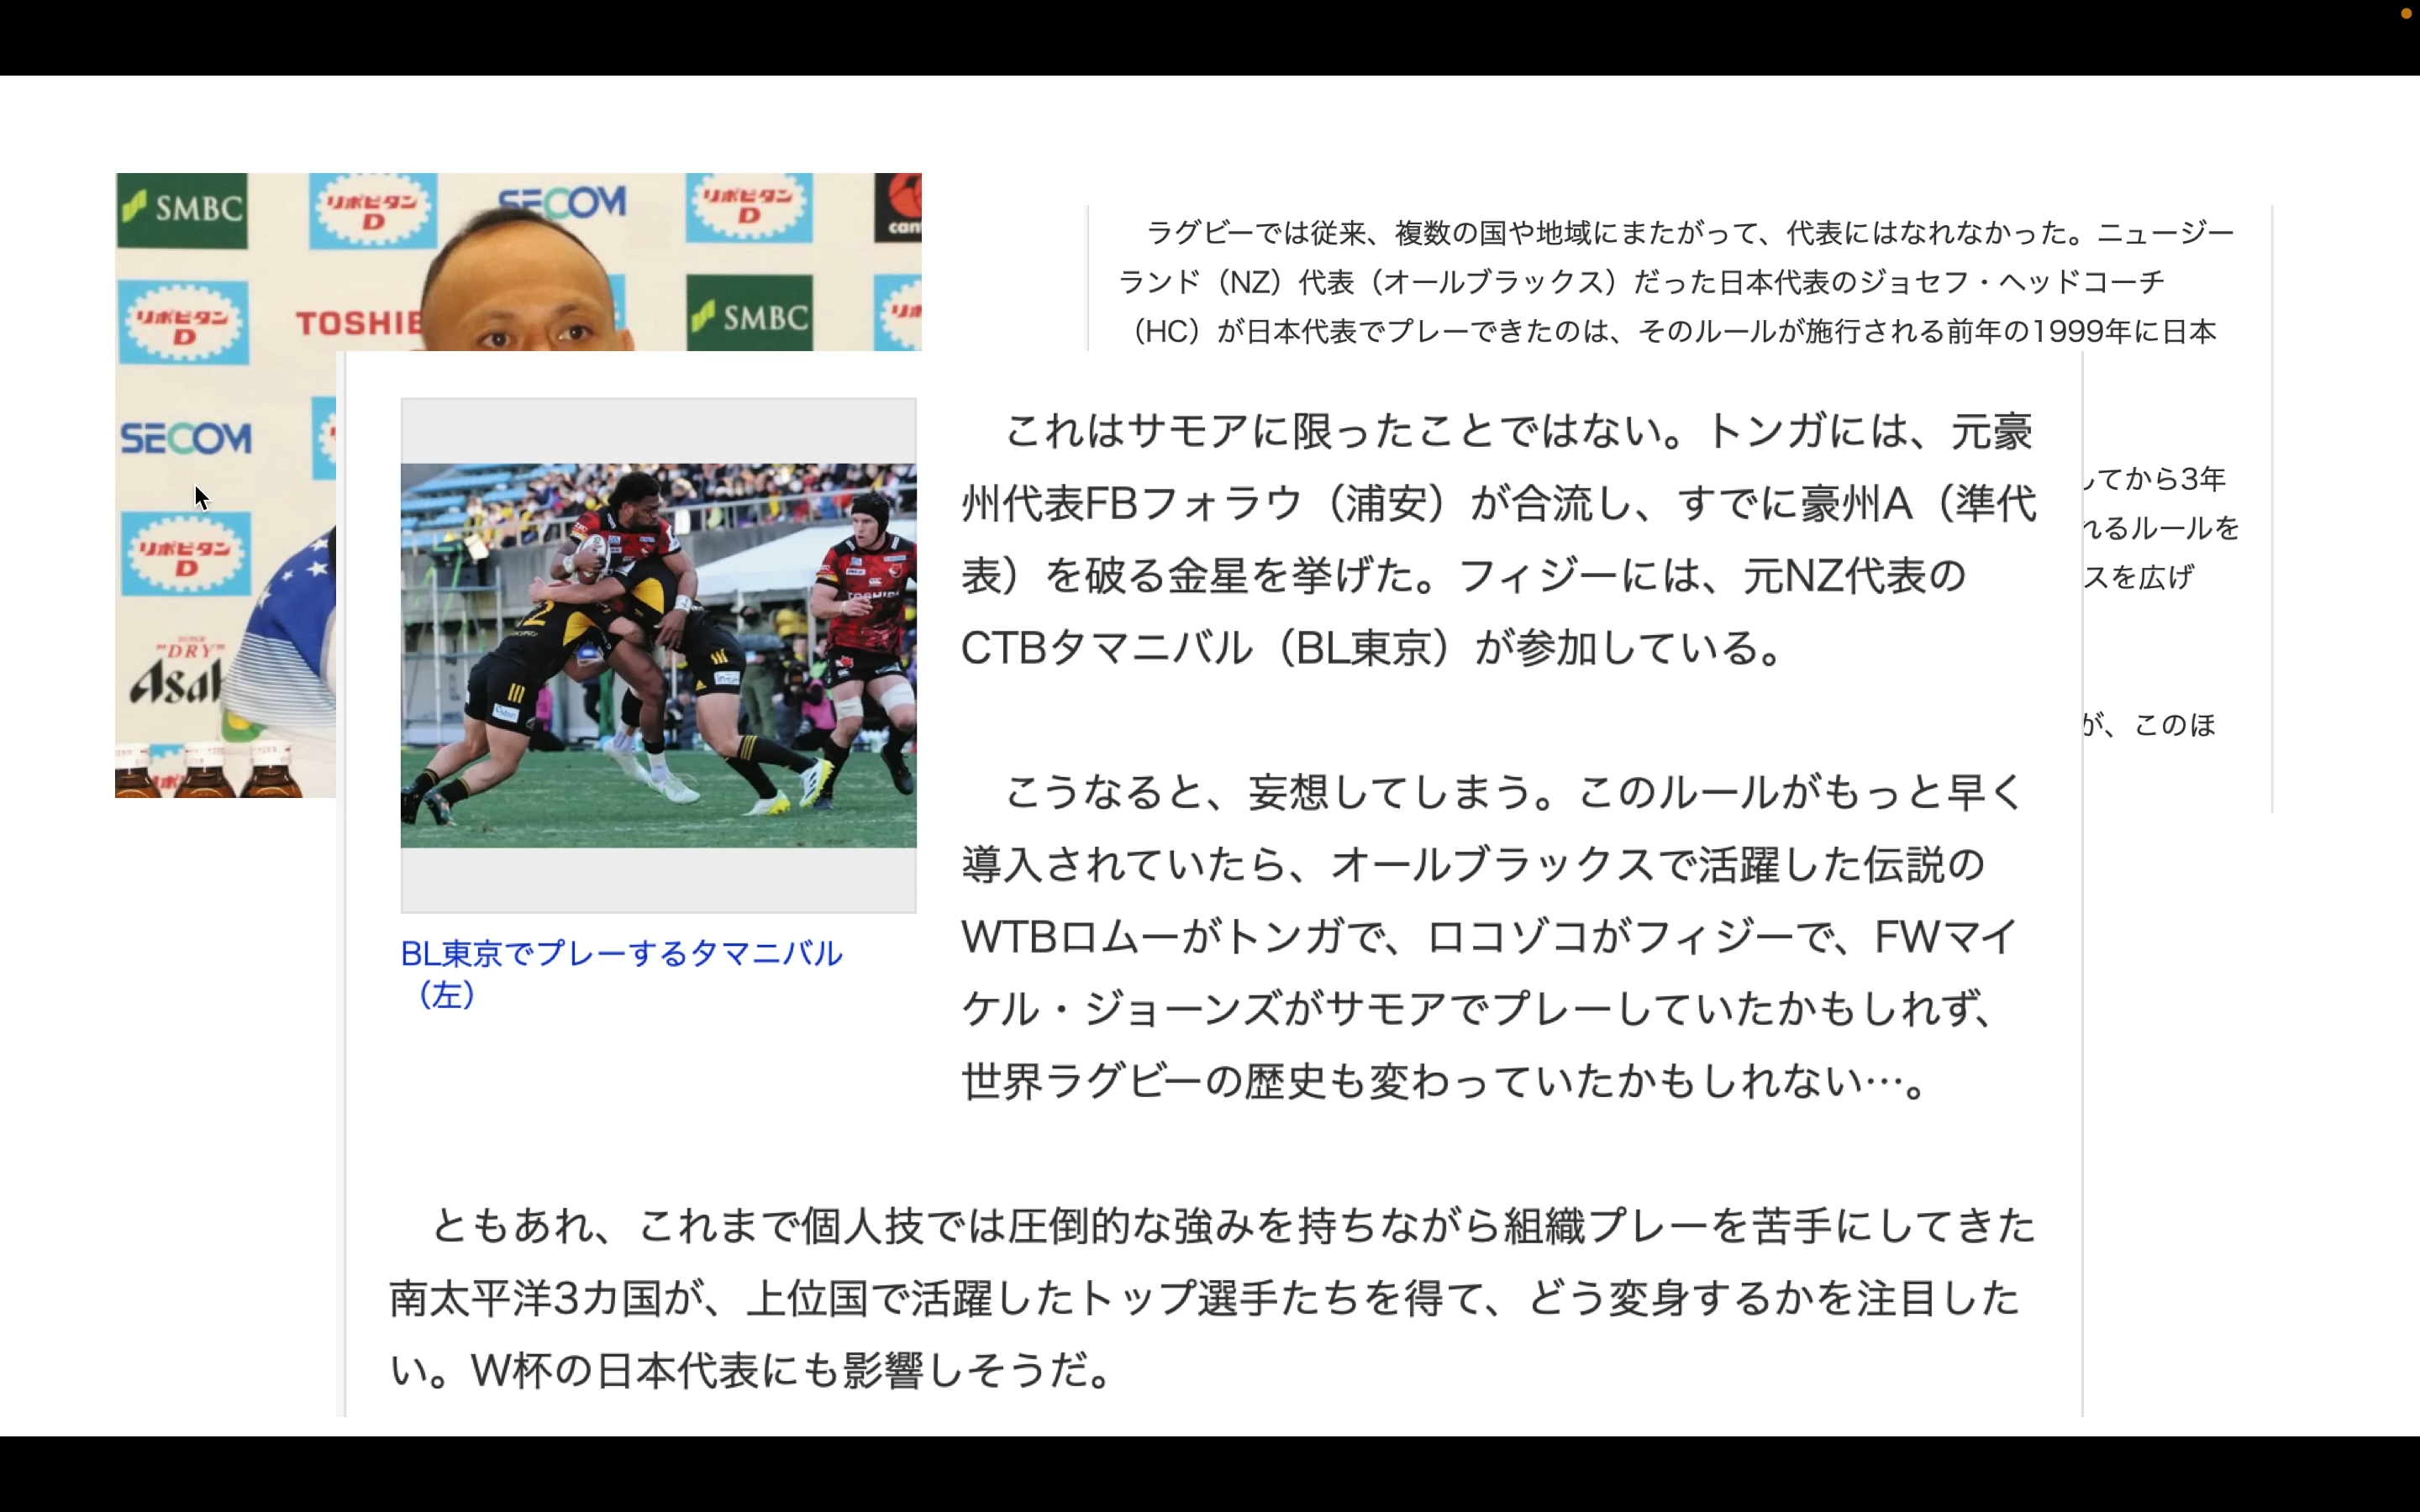 SMBC
リポビタン
D
SECOM
リポビタン
D
リポビタン
D
TOSHIB
SMBC
SECOM
リポビタン
D
"DRY"
Asah
ラグビーでは従来、複数の国や地域にまたがって、代表にはなれなかった。ニュージー
ランド（NZ）代表（オールブラックス）だった日本代表のジョセフ・ヘッドコーチ
（HC）が日本代表でプレーできたのは、そのルールが施行される前年の1999年に日本
してから3年
れるルールを
スを広げ
が、このほ
これはサモアに限ったことではない。トンガには、元豪
州代表FBフォラウ（浦安）が合流し、すでに豪州A（準代
表）を破る金星を挙げた。フィジーには、元NZ代表の
CTBタマニバル（BL東京）が参加している。
こうなると、妄想してしまう。このルールがもっと早く
導入されていたら、オールブラックスで活躍した伝説の
WTBロムーがトンガで、ロコゾコがフィジーで、FWマイ
ケル・ジョーンズがサモアでプレーしていたかもしれず、
世界ラグビーの歴史も変わっていたかもしれない…。
BL東京でプレーするタマニバル
（左）
ともあれ、これまで個人技では圧倒的な強みを持ちながら組織プレーを苦手にしてきた
南太平洋3カ国が、上位国で活躍したトップ選手たちを得て、どう変身するかを注目した
い。W杯の日本代表にも影響しそうだ。